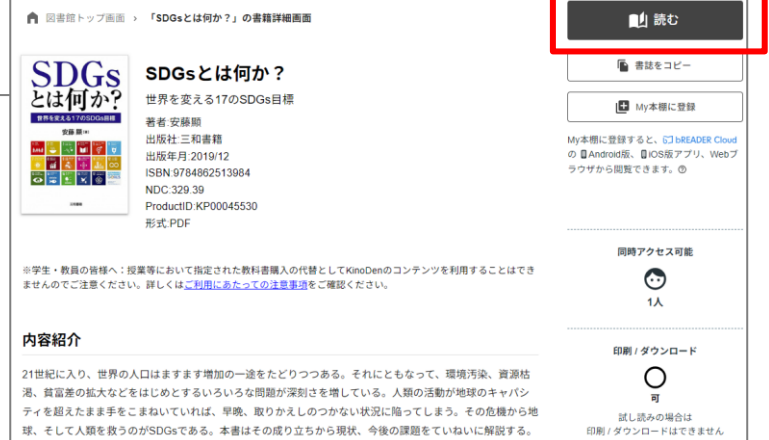 図書館トップ画面 › 「SDGsとは何か？」の書籍詳細画面
SDGs
とは何か?
世界を変える17のSDGs目標
安藤 顯
SDGsとは何か？
世界を変える17のSDGs目標
著者:安藤顯
出版社:三和書籍
出版年月:2019/12
ISBN:9784862513984
NDC:329.39
ProductID:KP00045530
形式:PDF
※学生・教員の皆様へ：授業等において指定された教科書購入の代替としてKinoDenのコンテンツを利用することはでき
ませんのでご注意ください。詳しくはご利用にあたっての注意事項をご確認ください。
内容紹介
21世紀に入り、世界の人口はますます増加の一途をたどりつつある。それにともなって、環境汚染、資源枯
渇、貧富差の拡大などをはじめとするいろいろな問題が深刻さを増している。人類の活動が地球のキャパシ
ティを超えたまま手をこまねいていれば、早晩、取りかえしのつかない状況に陥ってしまう。その危機から地
球、そして人類を救うのがSDGsである。本書はその成り立ちから現状、今後の課題をていねいに解説する。
読む
書誌をコピー
My本棚に登録
My本棚に登録すると、bREADER Cloud
の Android版、iOS版アプリ、Webブ
ラウザから閲覧できます。
同時アクセス可能
1人
印刷 / ダウンロード
可
試し読みの場合は
印刷 / ダウンロードはできません